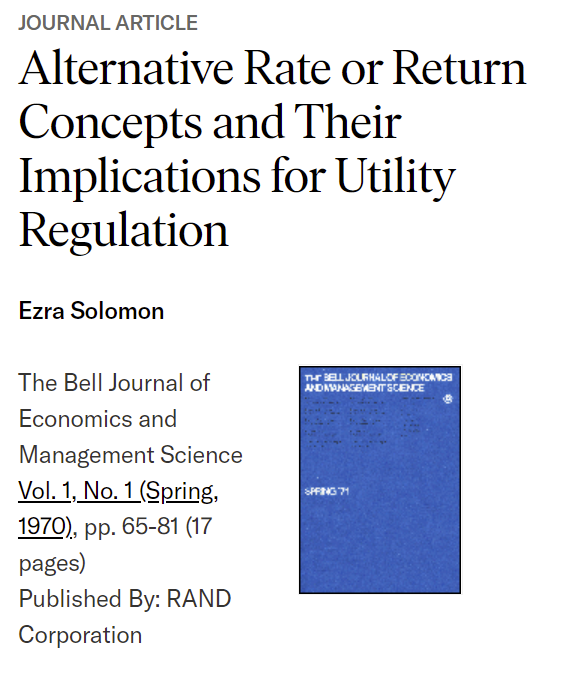 JOURNAL ARTICLE
Alternative Rate or Return
Concepts and Their
Implications for Utility
Regulation
Ezra Solomon
The Bell Journal of
Economics and
Management Science
Vol. 1, No. 1 (Spring,
1970), pp. 65-81 (17
pages)
Published By: RAND
Corporation
THE BELL JOURNAL OF ECONOMICS
AND MANAGEMENT SCIENCE
SPRING '71